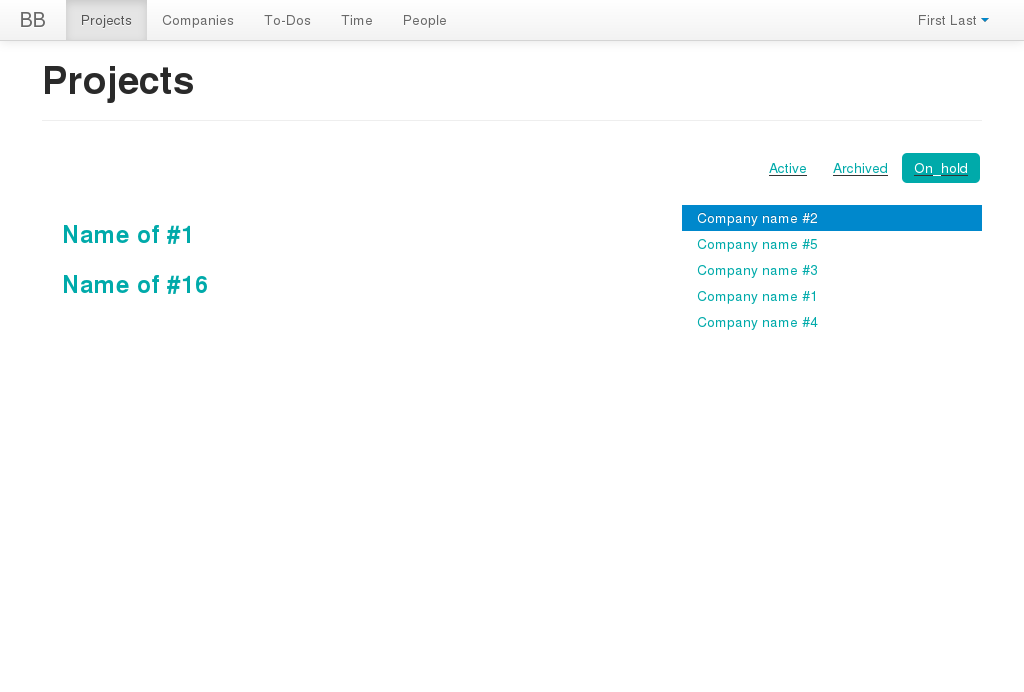 BB Projects Companies To-Dos Time People First Last
Projects
Active Archived On_hold
Name of #1
Name of #16
Company name #2
Company name #5
Company name #3
Company name #1
Company name #4